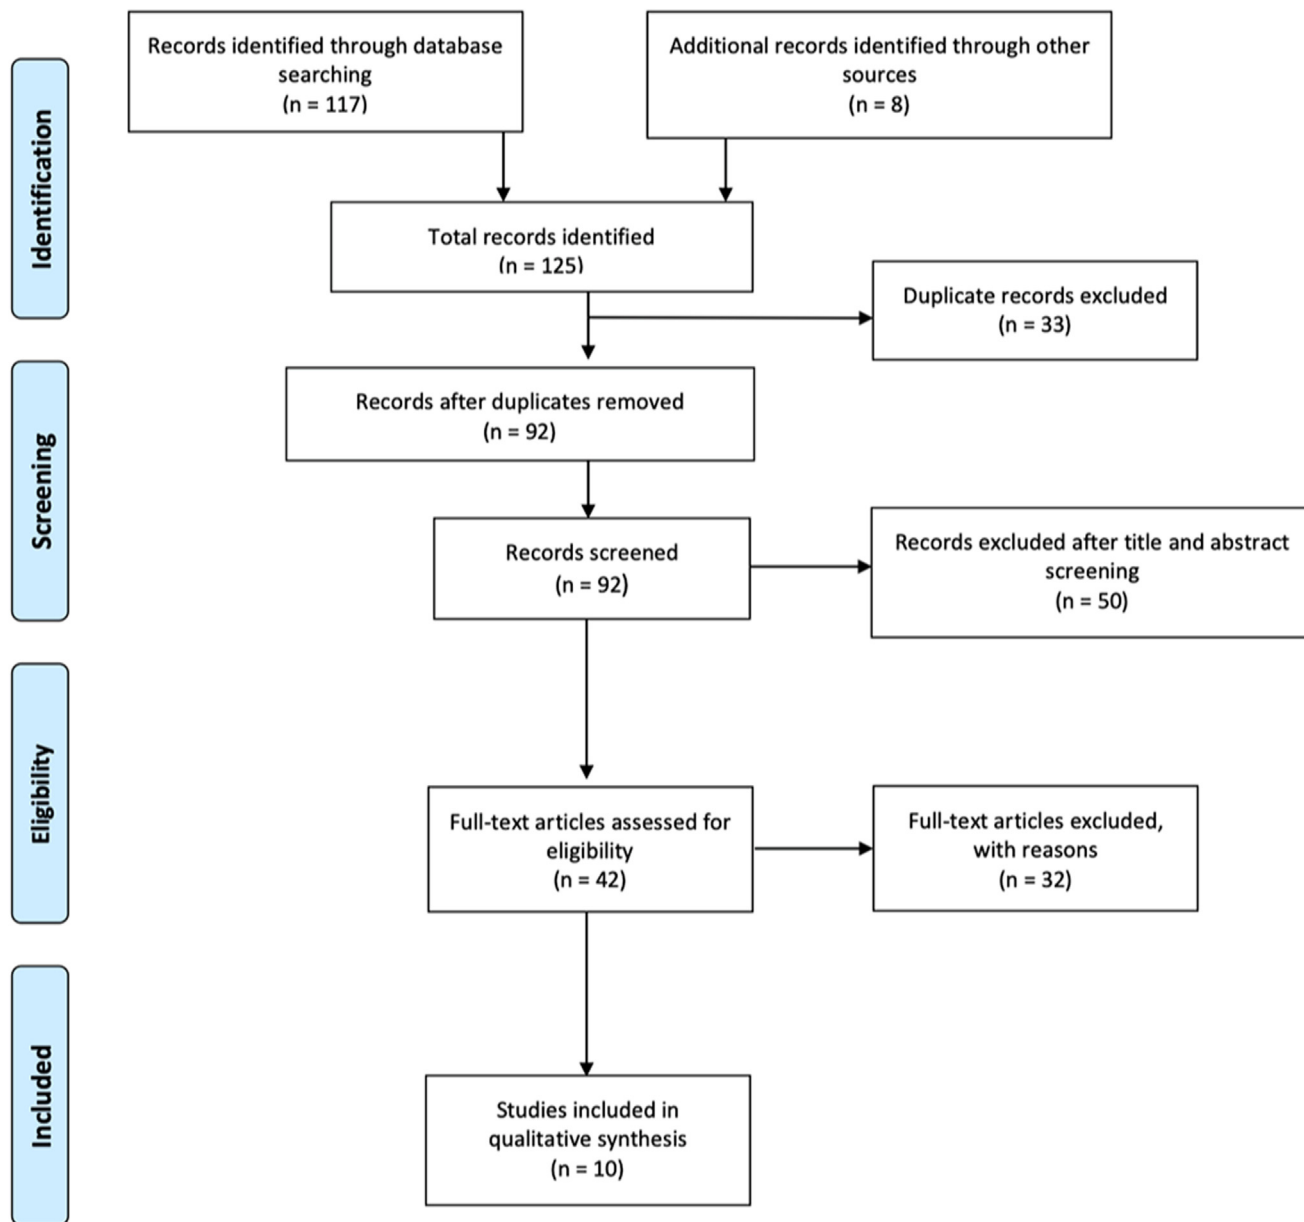 Identification
Records identified through database
searching
(n = 117)
Additional records identified through other
sources
(n = 8)
Total records identified
(n = 125)
Duplicate records excluded
(n = 33)
Screening
Records after duplicates removed
(n = 92)
Records screened
(n = 92)
Records excluded after title and abstract
screening
(n = 50)
Eligibility
Full-text articles assessed for
eligibility
(n = 42)
Full-text articles excluded,
with reasons
(n = 32)
Included
Studies included in
qualitative synthesis
(n = 10)